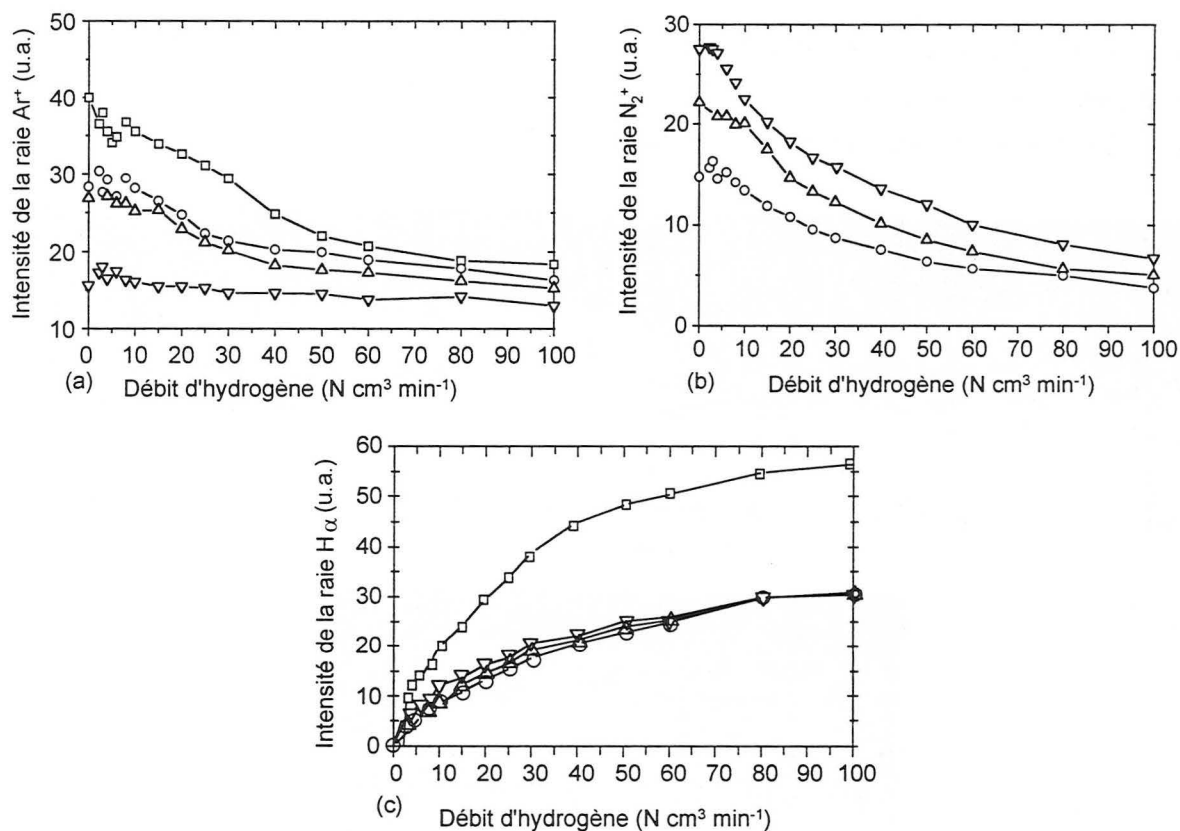 Intensité de la raie Ar⁺ (u.a.)
50
40
30
20
10
0 10 20 30 40 50 60 70 80 90 100
(a)
Débit d'hydrogène (N cm³ min⁻¹)
Intensité de la raie N₂⁺ (u.a.)
30
20
10
0
0 10 20 30 40 50 60 70 80 90 100
(b)
Débit d'hydrogène (N cm³ min⁻¹)
Intensité de la raie Hα (u.a.)
60
50
40
30
20
10
0
0 10 20 30 40 50 60 70 80 90 100
(c)
Débit d'hydrogène (N cm³ min⁻¹)